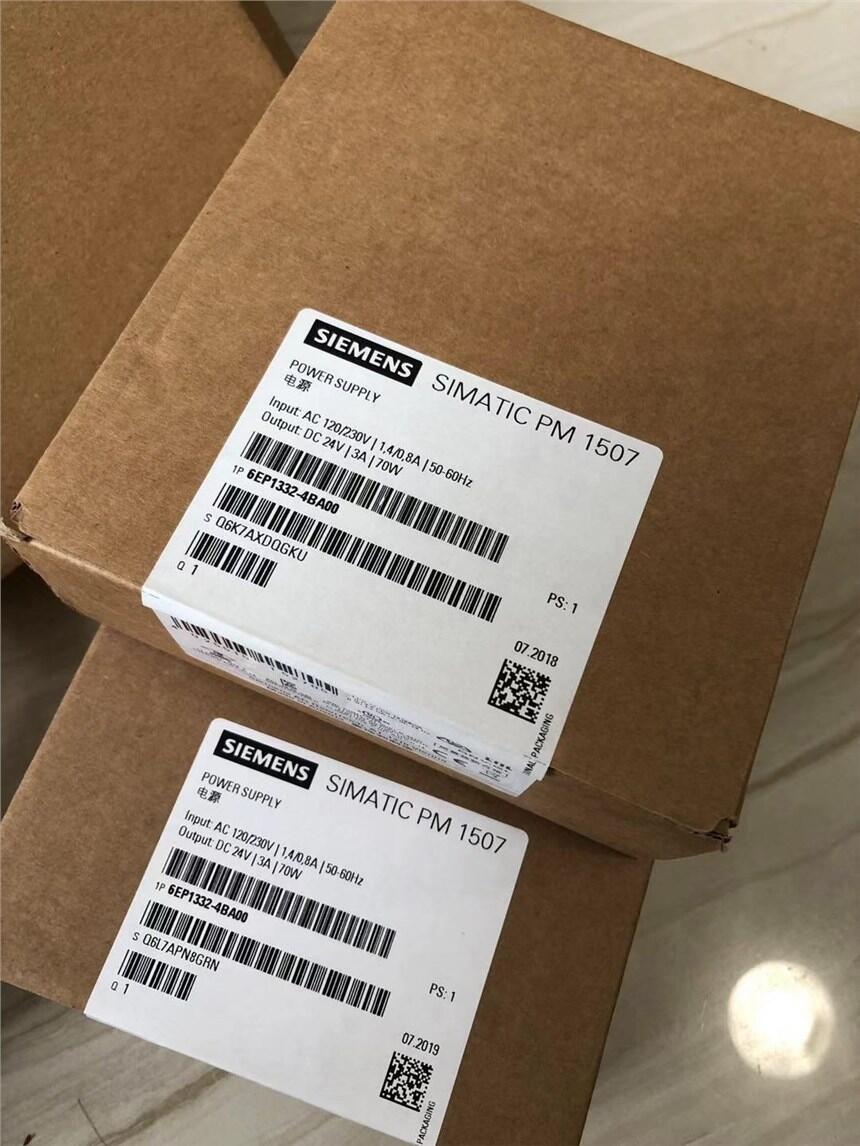 SIEMENS
SIMATIC PM 1507
POWER SUPPLY
电源
Input: AC 120/230V | 1,4/0,8A | 50-60Hz
Output: DC 24V | 3A | 70W
1P 6EP1332-4BA00
S Q6K7AXDQGKU
Q 1
PS: 1
07.2018
PACKAGING
SIEMENS
SIMATIC PM 1507
POWER SUPPLY
电源
Input: AC 120/230V | 1,4/0,8A | 50-60Hz
Output: DC 24V | 3A | 70W
1P 6EP1332-4BA00
S Q6L7APN8GRN
Q 1
PS: 1
07.2019
PACKAGING